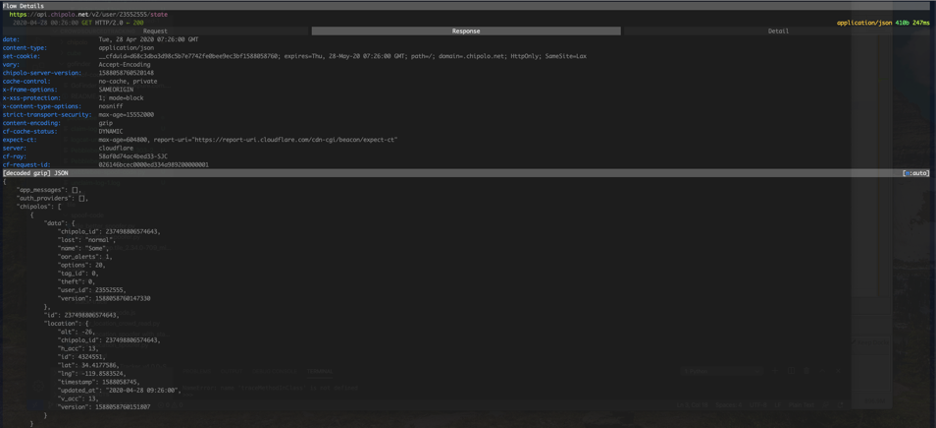 Flow Details
https://api.chipolo.net/v2/user/23552555/state
2020-04-28 00:26:00 GET HTTP/2.0 ← 200 application/json 410b 247ms
Request Response Detail
date: Tue, 28 Apr 2020 07:26:00 GMT
content-type: application/json
set-cookie: __cfduid=d68c3dba3d98c5b7e7742fe0bee9ec3bf1588058760; expires=Thu, 28-May-20 07:26:00 GMT; path=/; domain=.chipolo.net; HttpOnly; SameSite=Lax
vary: Accept-Encoding
chipolo-server-version: 1588058760520148
cache-control: no-cache, private
x-frame-options: SAMEORIGIN
x-xss-protection: 1; mode=block
x-content-type-options: nosniff
strict-transport-security: max-age=15552000
content-encoding: gzip
cf-cache-status: DYNAMIC
expect-ct: max-age=604800, report-uri="https://report-uri.cloudflare.com/cdn-cgi/beacon/expect-ct"
server: cloudflare
cf-ray: 58af0d74ac4bed33-SJC
cf-request-id: 026146bcec0000ed334a989200000001
[decoded gzip] JSON [m:auto]
{
"app_messages": [],
"auth_providers": [],
"chipolos": [
{
"data": {
"chipolo_id": 237498806574643,
"last": "normal",
"name": "Some",
"oor_alerts": 1,
"options": 20,
"tag_id": 0,
"theft": 0,
"user_id": 23552555,
"version": 1588058760147330
},
"id": 237498806574643,
"location": {
"alt": -26,
"chipolo_id": 237498806574643,
"h_acc": 13,
"id": 4324551,
"lat": 34.4177586,
"lng": -119.8583524,
"timestamp": 1588058745,
"updated_at": "2020-04-28 09:26:00",
"v_acc": 13,
"version": 1588058760151807
}
}